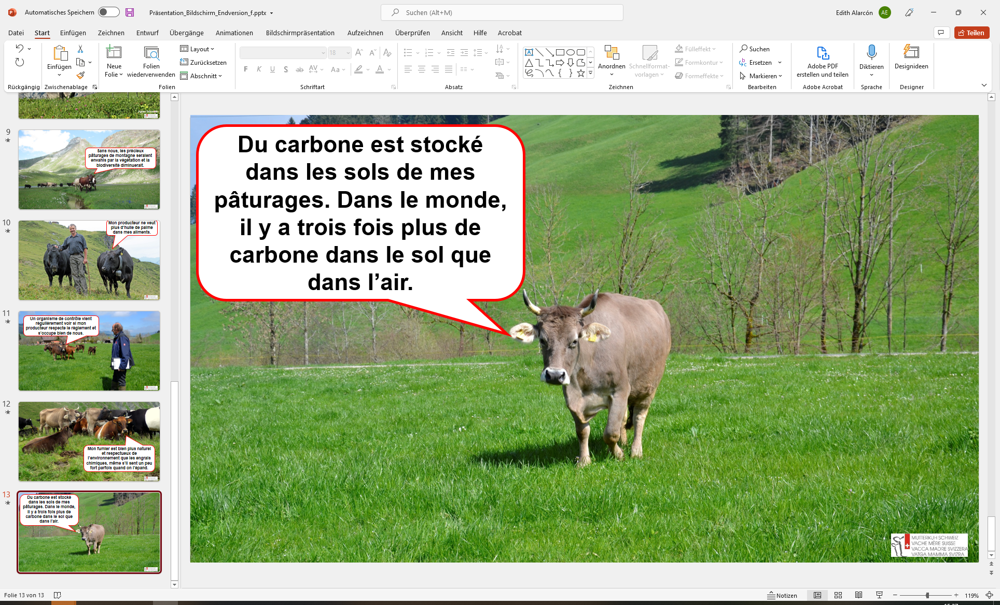 Automatisches Speichern
Präsentation_Bildschirm_Endversion_f.pptx
Suchen (Alt+M)
Edith Alarcón
AE
Datei Start Einfügen Zeichnen Entwurf Übergänge Animationen Bildschirmpräsentation Aufzeichnen Überprüfen Ansicht Hilfe Acrobat
Teilen
Einfügen
Neue
Folie
Folien
wiederverwenden
Layout
Zurücksetzen
Abschnitt
18
F K U S ab AV Aa
Anordnen
Schnellformat-
vorlagen
Fülleffekt
Formkontur
Formeffekte
Suchen
Ersetzen
Markieren
Adobe PDF
erstellen und teilen
Diktieren
Designideen
Rückgängig Zwischenablage Folien Schriftart Absatz Zeichnen Bearbeiten Adobe Acrobat Sprache Designer
Agnes Schneider
9
Sans nous, les précieux
pâturages de montagne seraient
envahis par la végétation et la
biodiversité diminuerait.
10
Mon producteur ne veut
plus d’huile de palme
dans mes aliments.
11
Un organisme de contrôle vient
régulièrement voir si mon
producteur respecte le règlement et
s’occupe bien de nous.
12
Mon fumier est bien plus naturel
et respectueux de
l’environnement que les engrais
chimiques, même s’il sent un peu
fort parfois quand on l’épand.
13
Du carbone est stocké
dans les sols de mes
pâturages. Dans le monde,
il y a trois fois plus de
carbone dans le sol que
dans l’air.
Du carbone est stocké
dans les sols de mes
pâturages. Dans le monde,
il y a trois fois plus de
carbone dans le sol que
dans l’air.
MUTTERKUH SCHWEIZ
VACHE MÈRE SUISSE
VACCA MADRE SVIZZERA
VATGA MAMMA SVIZRA
Folie 13 von 13
Notizen
119%